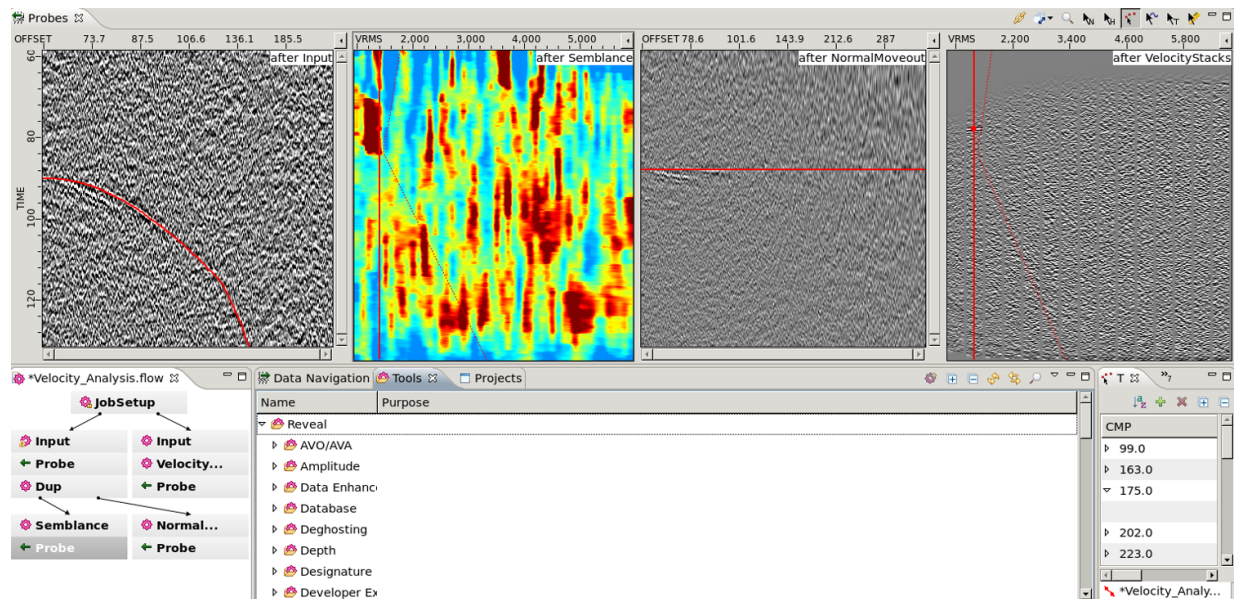 Probes
OFFSET 73.7 87.5 106.6 136.1 185.5
VRMS 2,000 3,000 4,000 5,000
OFFSET 78.6 101.6 143.9 212.6 287
VRMS 2,200 3,400 4,600 5,800
after Input
after Semblance
after NormalMoveout
after VelocityStacks
60
80
100
120
TIME
*Velocity_Analysis.flow
JobSetup
Input Input
Probe Velocity...
Dup Probe
Semblance Normal...
Probe Probe
Data Navigation Tools Projects
Name Purpose
Reveal
AVO/AVA
Amplitude
Data Enhanc
Database
Deghosting
Depth
Designature
Developer Ex
T »7
CMP
99.0
163.0
175.0
202.0
223.0
*Velocity_Analy...